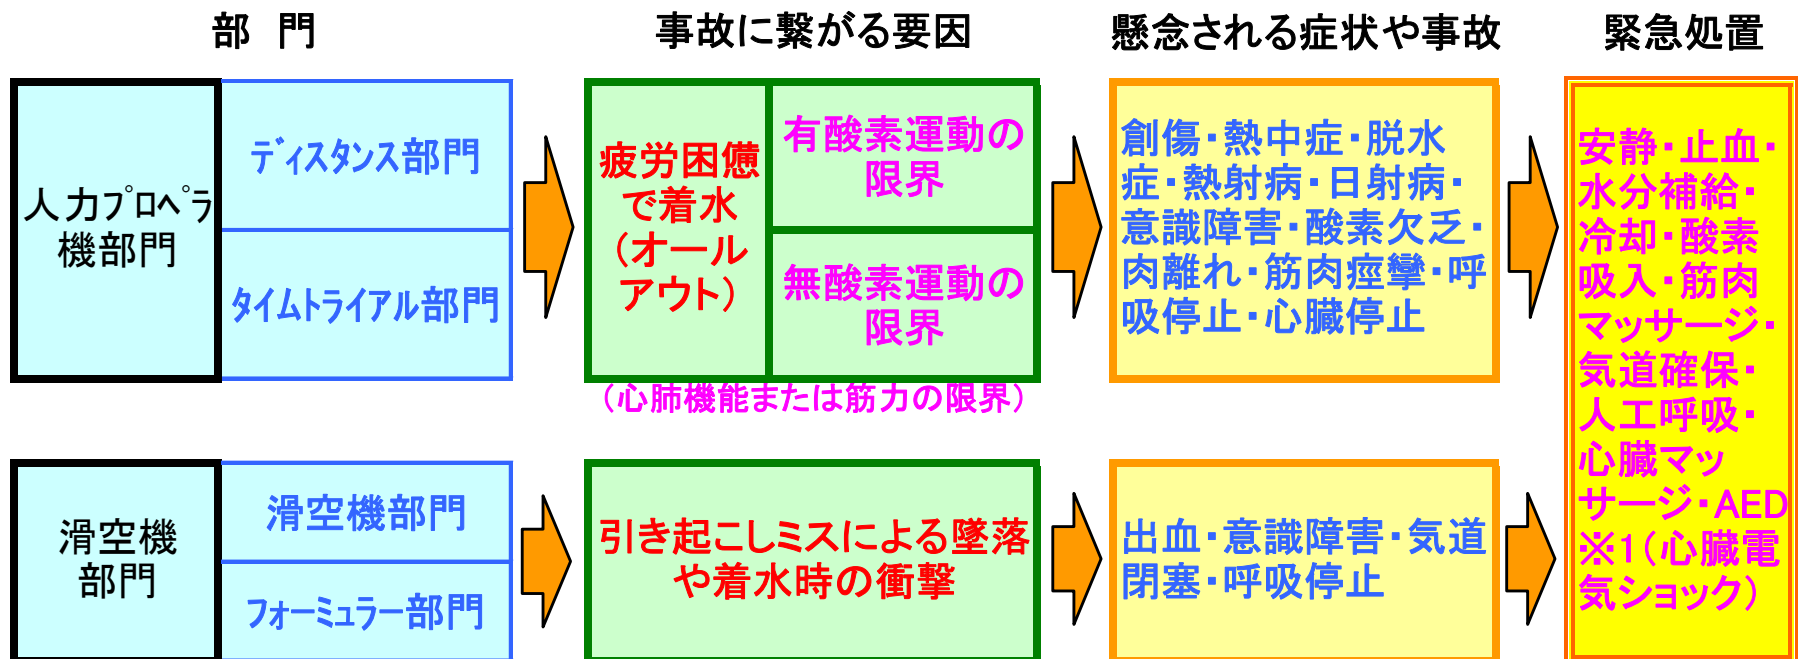 部　門
事故に繋がる要因
懸念される症状や事故
緊急処置
人力ﾌﾟﾛﾍﾟﾗ
機部門
ﾃﾞｨｽﾀﾝｽ部門
ﾀｲﾑﾄﾗｲｱﾙ部門
疲労困憊
で着水
（オール
アウト）
有酸素運動の
限界
無酸素運動の
限界
（心肺機能または筋力の限界）
創傷・熱中症・脱水
症・熱射病・日射病・
意識障害・酸素欠乏・
肉離れ・筋肉痙攣・呼
吸停止・心臓停止
安静・止血・
水分補給・
冷却・酸素
吸入・筋肉
マッサージ・
気道確保・
人工呼吸・
心臓マッ
サージ・AED
※1（心臓電
気ショック）
滑空機
部門
滑空機部門
ﾌｫｰﾐｭﾗｰ部門
引き起こしミスによる墜落
や着水時の衝撃
出血・意識障害・気道
閉塞・呼吸停止